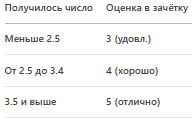 Получилось число Оценка в зачётку
Меньше 2.5 3 (удовл.)
От 2.5 до 3.4 4 (хорошо)
3.5 и выше 5 (отлично)